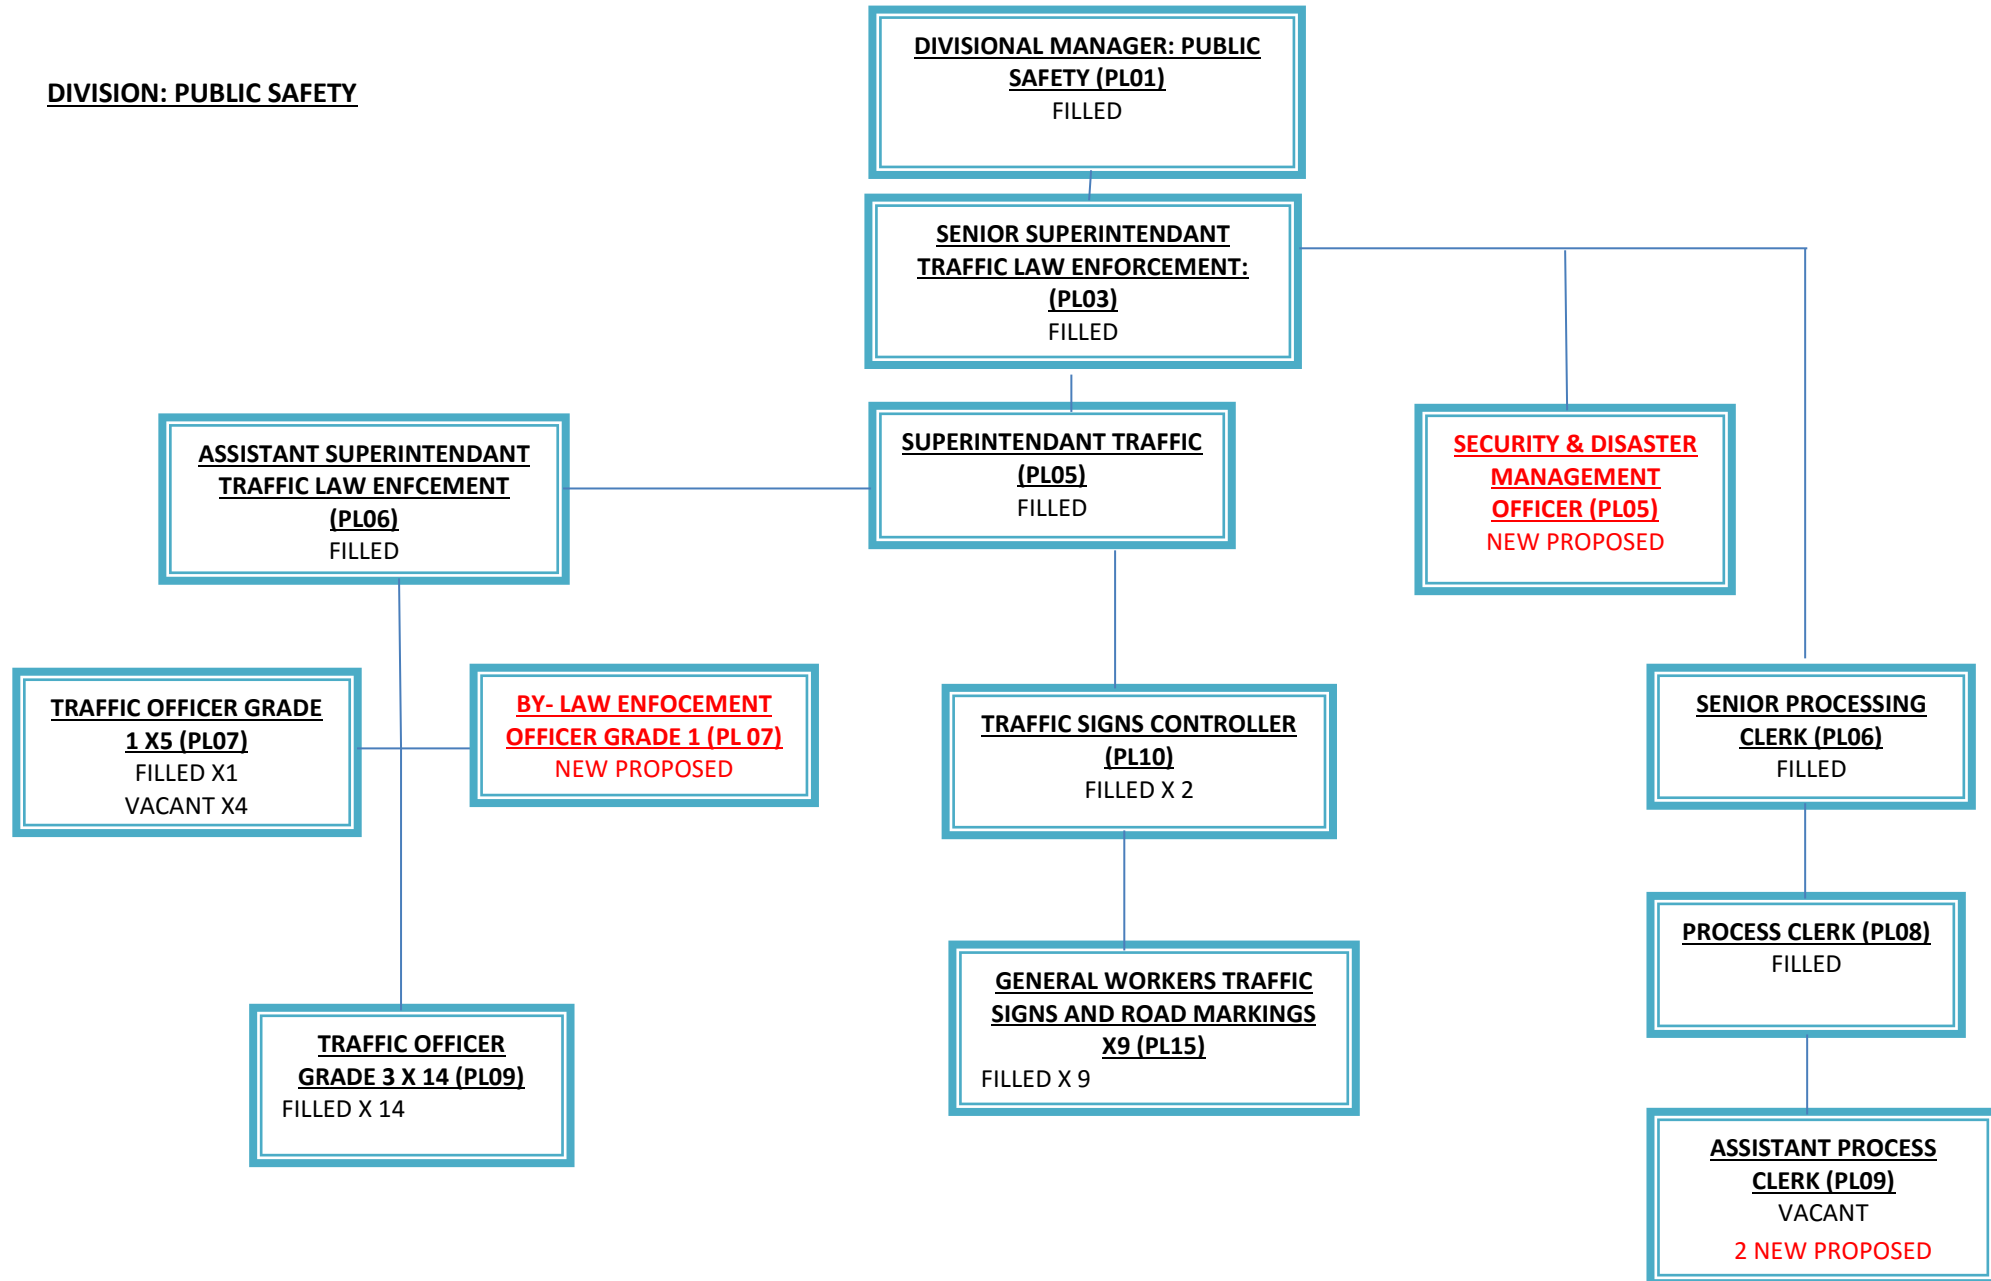 DIVISION: PUBLIC SAFETY
DIVISIONAL MANAGER: PUBLIC
SAFETY (PL01)
FILLED
SENIOR SUPERINTENDANT
TRAFFIC LAW ENFORCEMENT:
(PL03)
FILLED
ASSISTANT SUPERINTENDANT
TRAFFIC LAW ENFCEMENT
(PL06)
FILLED
SUPERINTENDANT TRAFFIC
(PL05)
FILLED
SECURITY & DISASTER
MANAGEMENT
OFFICER (PL05)
NEW PROPOSED
TRAFFIC OFFICER GRADE
1 X5 (PL07)
FILLED X1
VACANT X4
BY- LAW ENFOCEMENT
OFFICER GRADE 1 (PL 07)
NEW PROPOSED
TRAFFIC SIGNS CONTROLLER
(PL10)
FILLED X 2
SENIOR PROCESSING
CLERK (PL06)
FILLED
PROCESS CLERK (PL08)
FILLED
TRAFFIC OFFICER
GRADE 3 X 14 (PL09)
FILLED X 14
GENERAL WORKERS TRAFFIC
SIGNS AND ROAD MARKINGS
X9 (PL15)
FILLED X 9
ASSISTANT PROCESS
CLERK (PL09)
VACANT
2 NEW PROPOSED